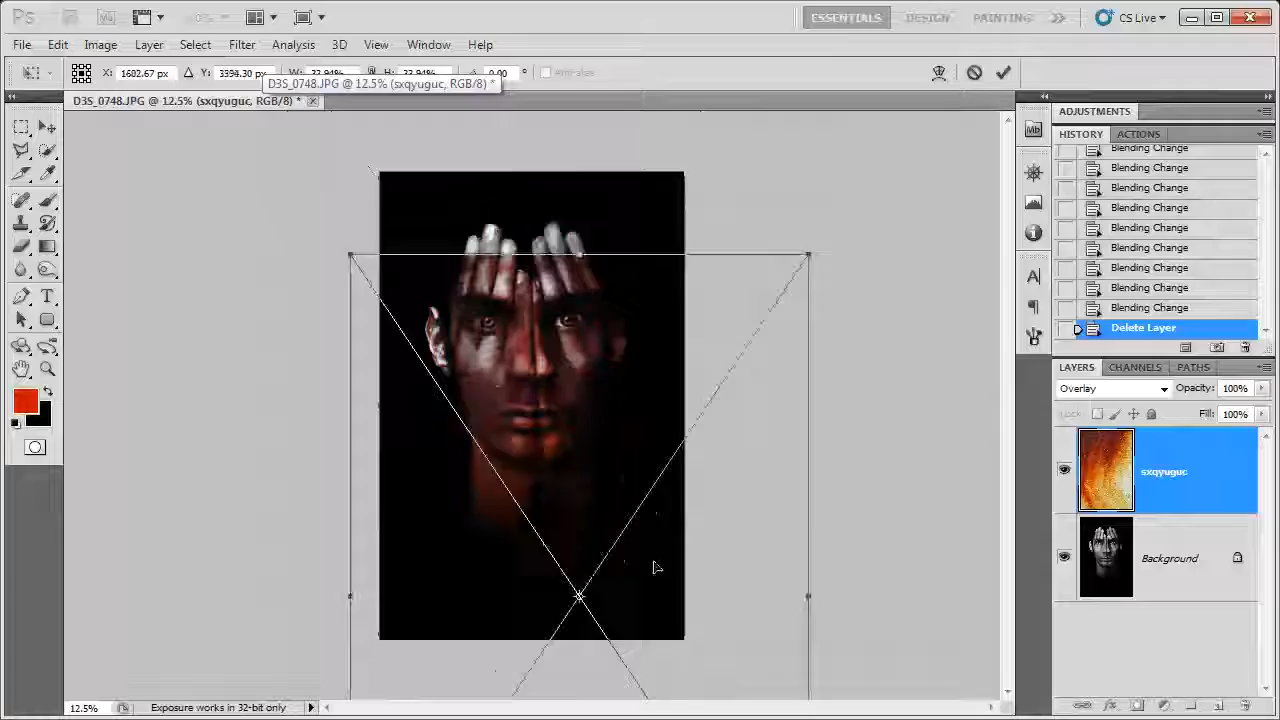 Ps Mb 0% ESSENTIALS DESIGN PAINTING >> CS Live
File Edit Image Layer Select Filter Analysis 3D View Window Help
X: 1602.67 px Y: 3394.30 px W: H: 0.00 °
D3S_0748.JPG @ 12.5% (sxqyuguc, RGB/8) *
D3S_0748.JPG @ 12.5% (sxqyuguc, RGB/8) * x
ADJUSTMENTS
HISTORY ACTIONS
Blending Change
Blending Change
Blending Change
Blending Change
Blending Change
Blending Change
Blending Change
Blending Change
Blending Change
Delete Layer
LAYERS CHANNELS PATHS
Overlay Opacity: 100%
Lock: Fill: 100%
sxqyuguc
Background
12.5% Exposure works in 32-bit only